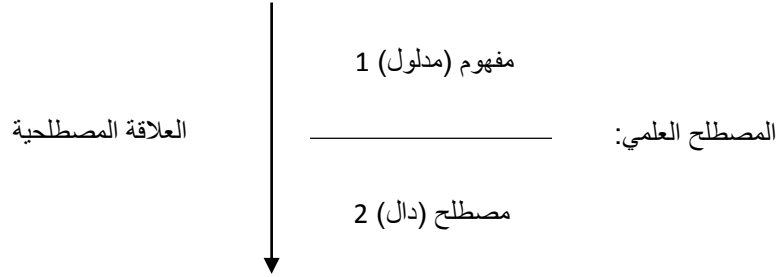 مفهوم (مدلول) 1
المصطلح العلمي:
العلاقة المصطلحية
مصطلح (دال) 2